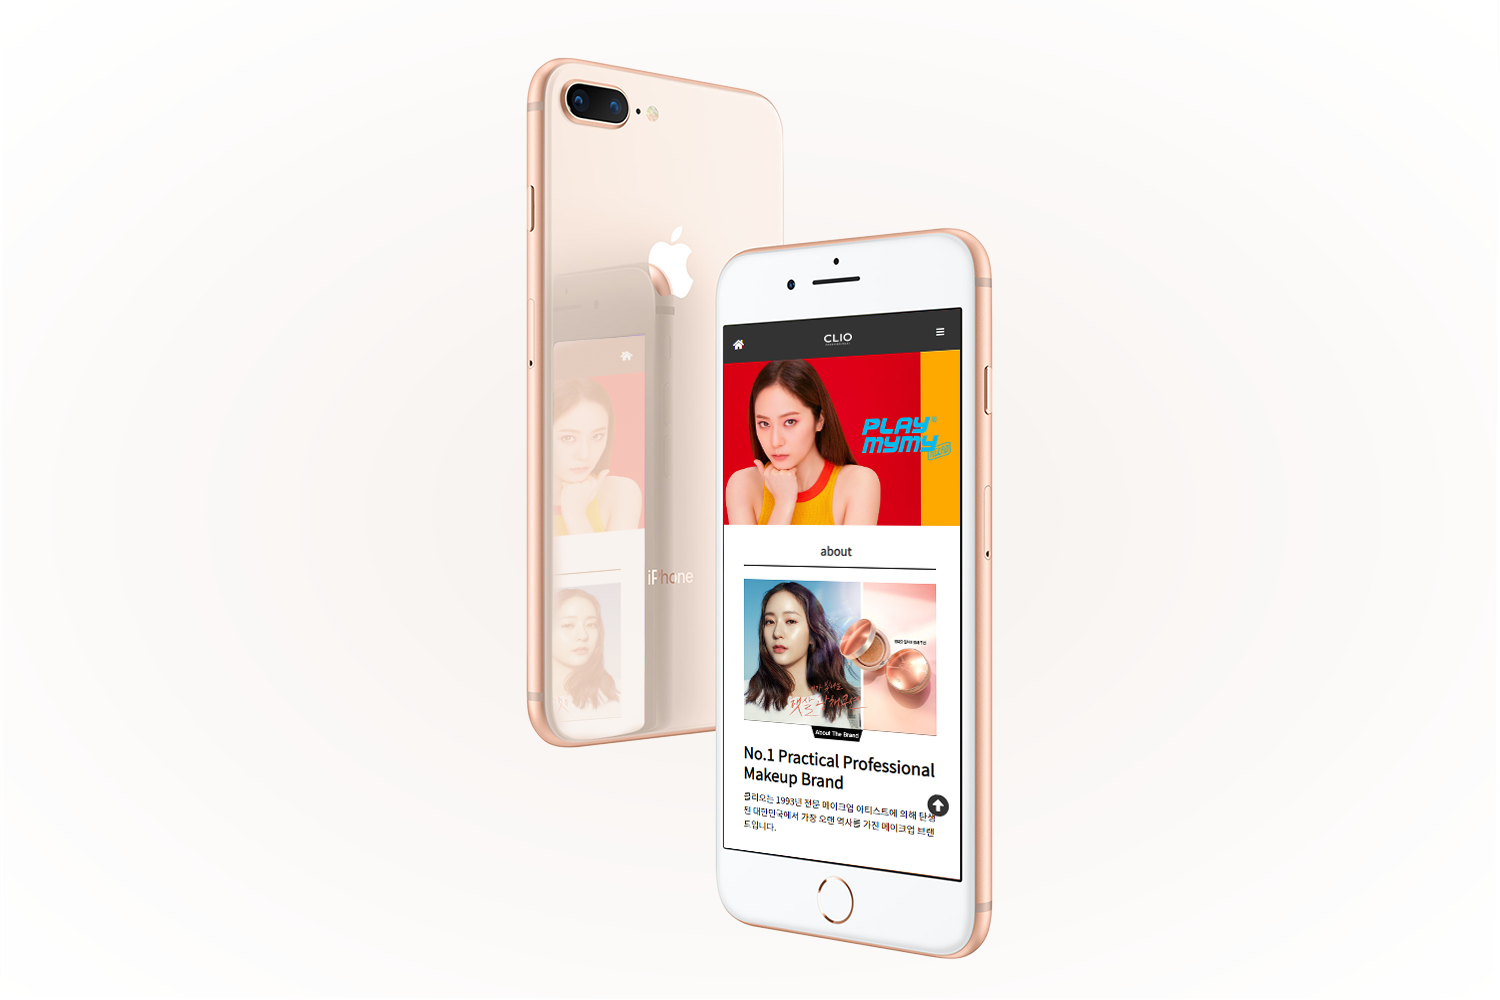 iPhone
CLIO
PROFESSIONAL
PLAY
MYMY
about
About The Brand
No.1 Practical Professional
Makeup Brand
클리오는 1993년 전문 메이크업 아티스트에 의해 탄생
된 대한민국에서 가장 오랜 역사를 가진 메이크업 브랜
드입니다.